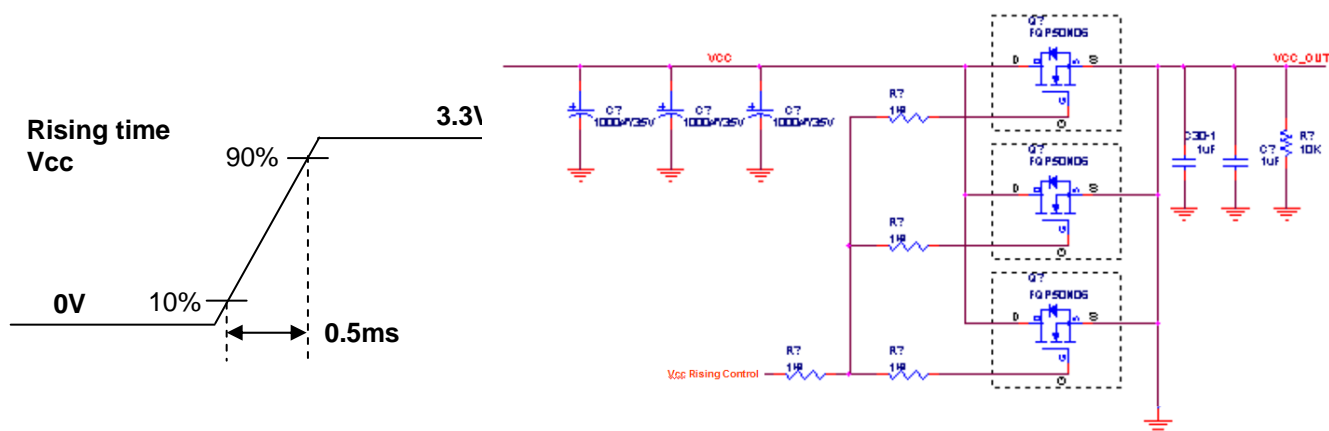 Rising time
Vcc
0V
10%
90%
3.3V
0.5ms
VCC
C?
1000uF/35V
C?
1000uF/35V
C?
1000uF/35V
R?
1K
Q?
FQP50N06
D
S
G
VCC_OUT
C30-1
1uF
C?
1uF
R?
10K
R?
1K
Q?
FQP50N06
D
S
G
R?
1K
Q?
FQP50N06
D
S
G
Vcc Rising Control
R?
1K